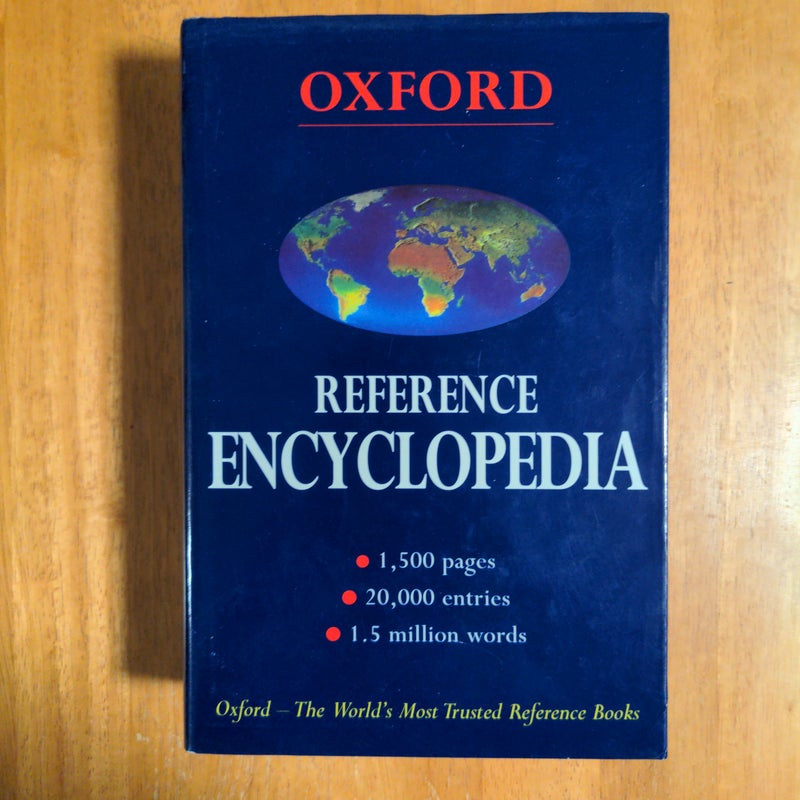 OXFORD
REFERENCE
ENCYCLOPEDIA
● 1,500 pages
● 20,000 entries
● 1.5 million words
Oxford – The World's Most Trusted Reference Books